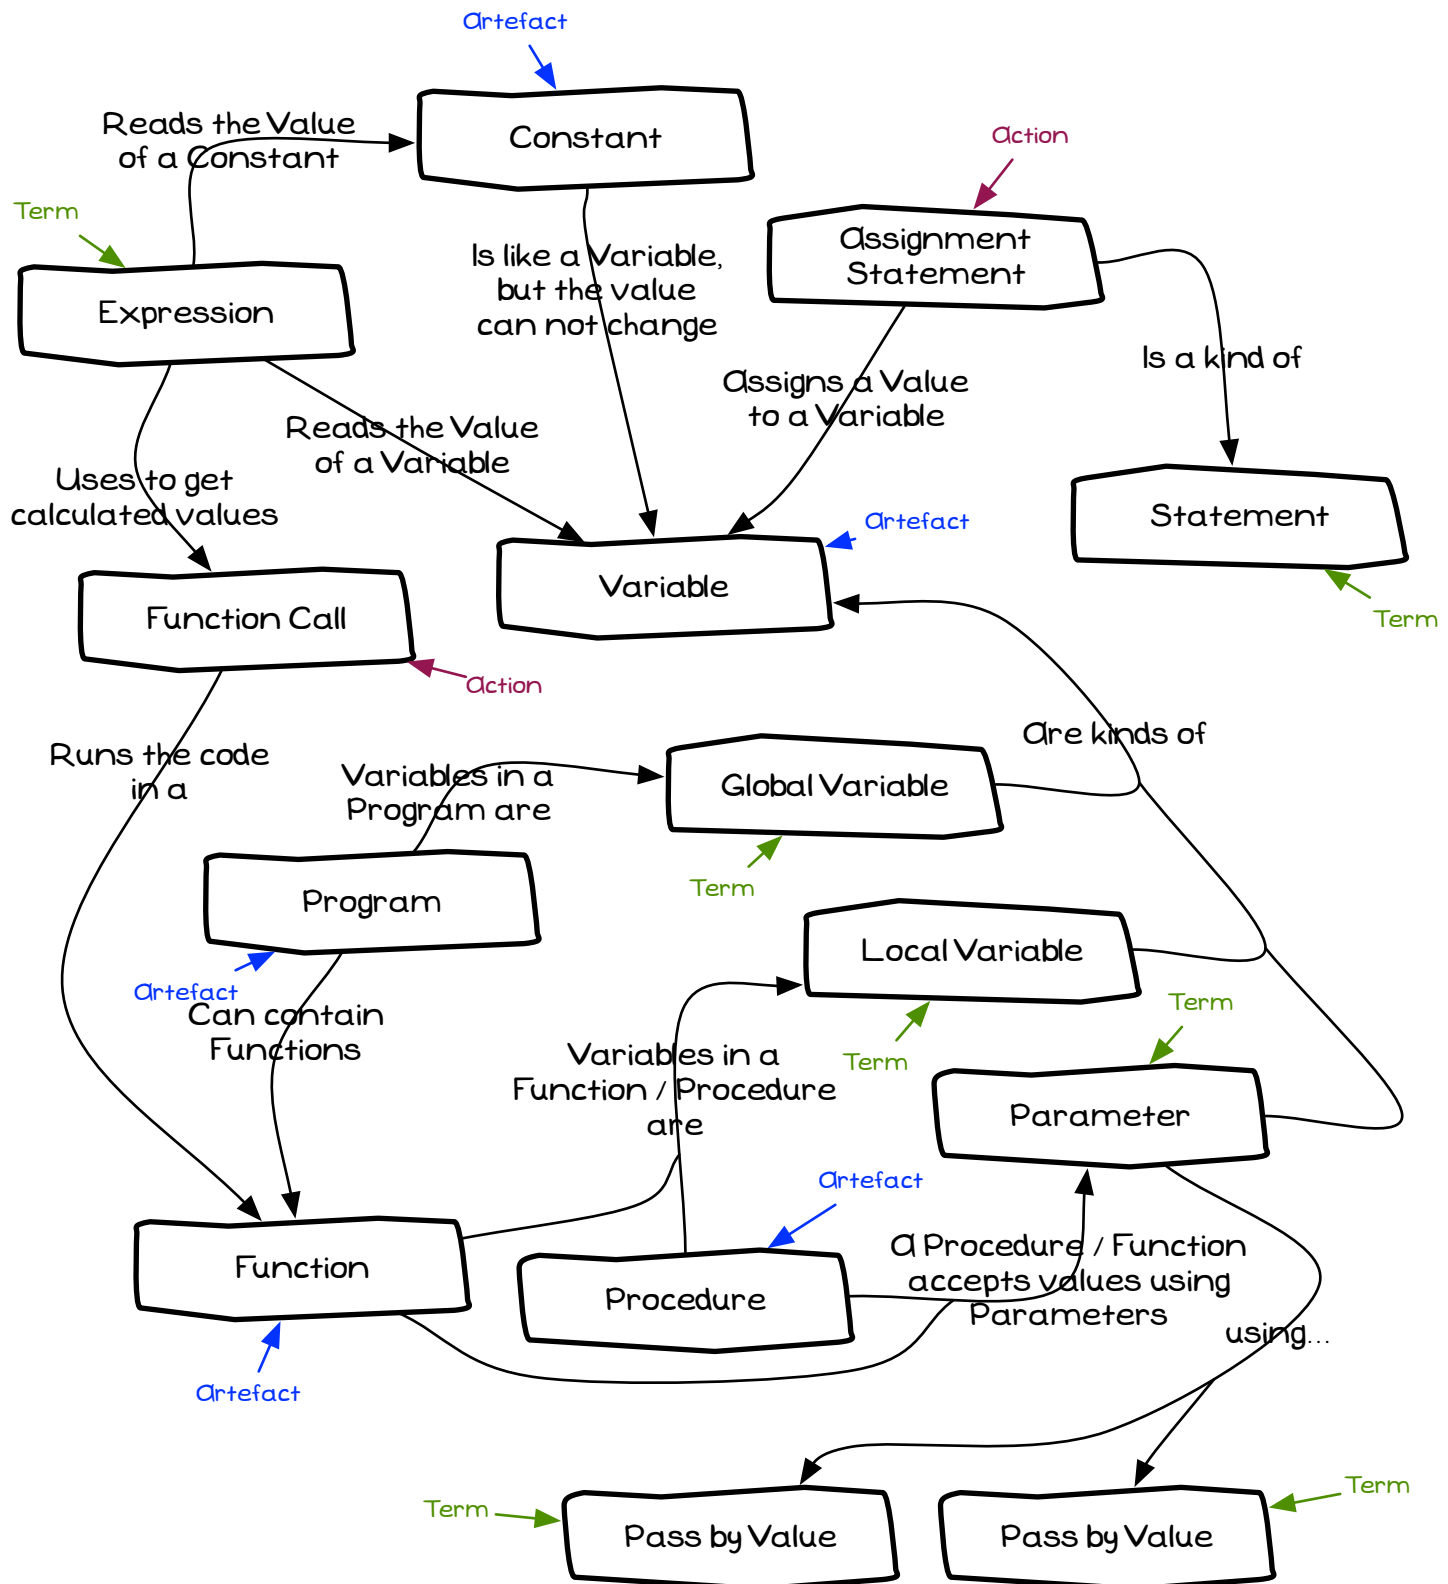 Artefact
Constant
Reads the Value
of a Constant
Action
Term
Assignment
Statement
Is like a Variable,
but the value
can not change
Expression
Is a kind of
Assigns a Value
to a Variable
Reads the Value
of a Variable
Uses to get
calculated values
Statement
Artefact
Variable
Function Call
Term
Action
Are kinds of
Runs the code
in a
Variables in a
Program are
Global Variable
Term
Program
Local Variable
Artefact
Term
Can contain
Functions
Term
Variables in a
Function / Procedure
are
Parameter
Artefact
A Procedure / Function
accepts values using
Parameters
Function
Procedure
using...
Artefact
Term
Term
Pass by Value
Pass by Value